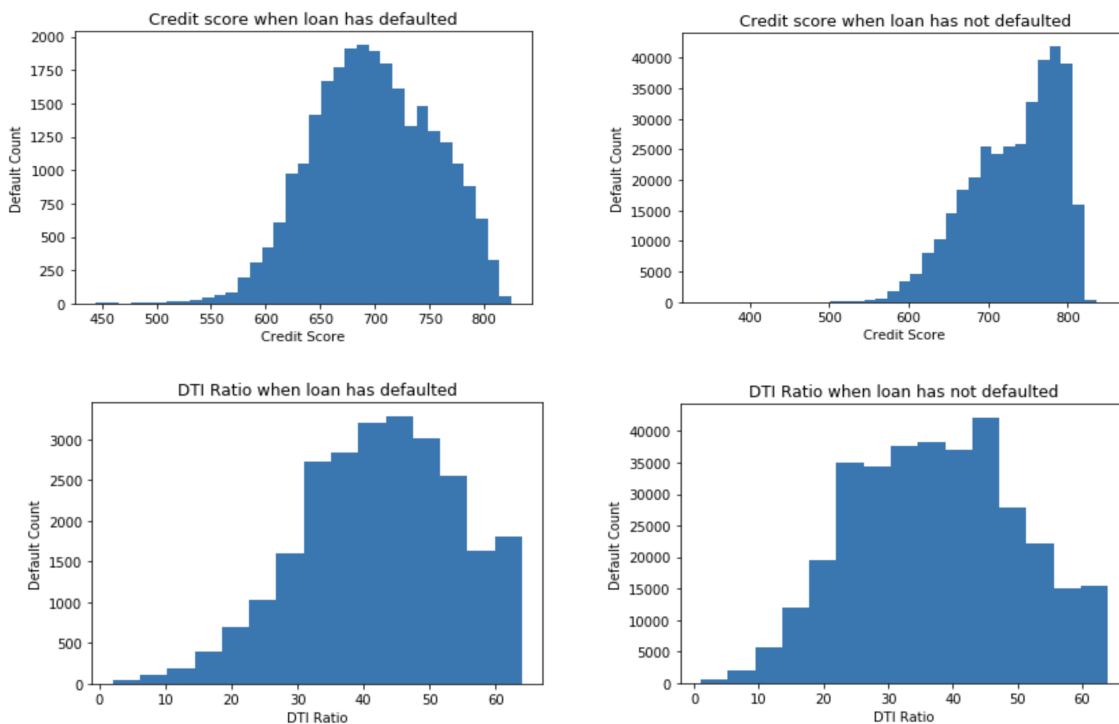 Credit score when loan has defaulted
2000
1750
1500
1250
1000
750
500
250
0
Default Count
450 500 550 600 650 700 750 800
Credit Score
Credit score when loan has not defaulted
40000
35000
30000
25000
20000
15000
10000
5000
0
Default Count
400 500 600 700 800
Credit Score
DTI Ratio when loan has defaulted
3000
2500
2000
1500
1000
500
0
Default Count
0 10 20 30 40 50 60
DTI Ratio
DTI Ratio when loan has not defaulted
40000
35000
30000
25000
20000
15000
10000
5000
0
Default Count
0 10 20 30 40 50 60
DTI Ratio